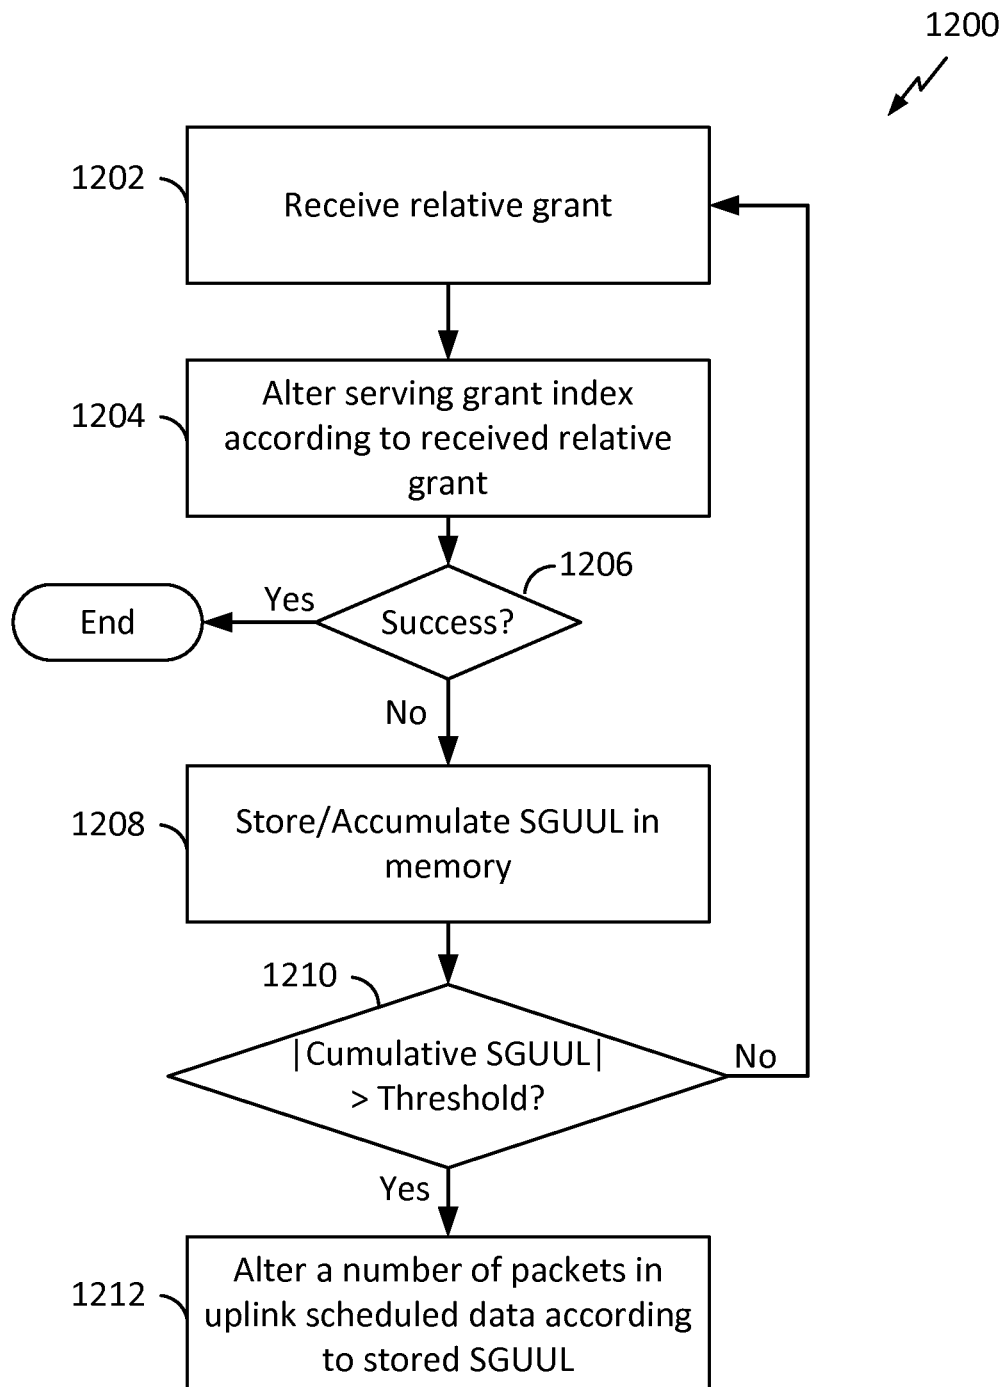 1200
1202
Receive relative grant
1204
Alter serving grant index
according to received relative
grant
1206
Success?
Yes
End
No
1208
Store/Accumulate SGUUL in
memory
1210
|Cumulative SGUUL|
> Threshold?
No
Yes
1212
Alter a number of packets in
uplink scheduled data according
to stored SGUUL